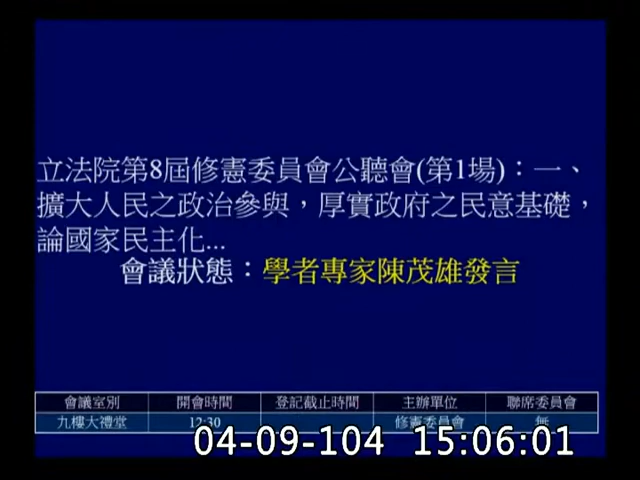 立法院第8屆修憲委員會公聽會(第1場)：一、
擴大人民之政治參與，厚實政府之民意基礎，
論國家民主化...
會議狀態：學者專家陳茂雄發言
會議室別 開會時間 登記截止時間 主辦單位 聯席委員會
九樓大禮堂 12:30 修憲委員會 無
04-09-104 15:06:01